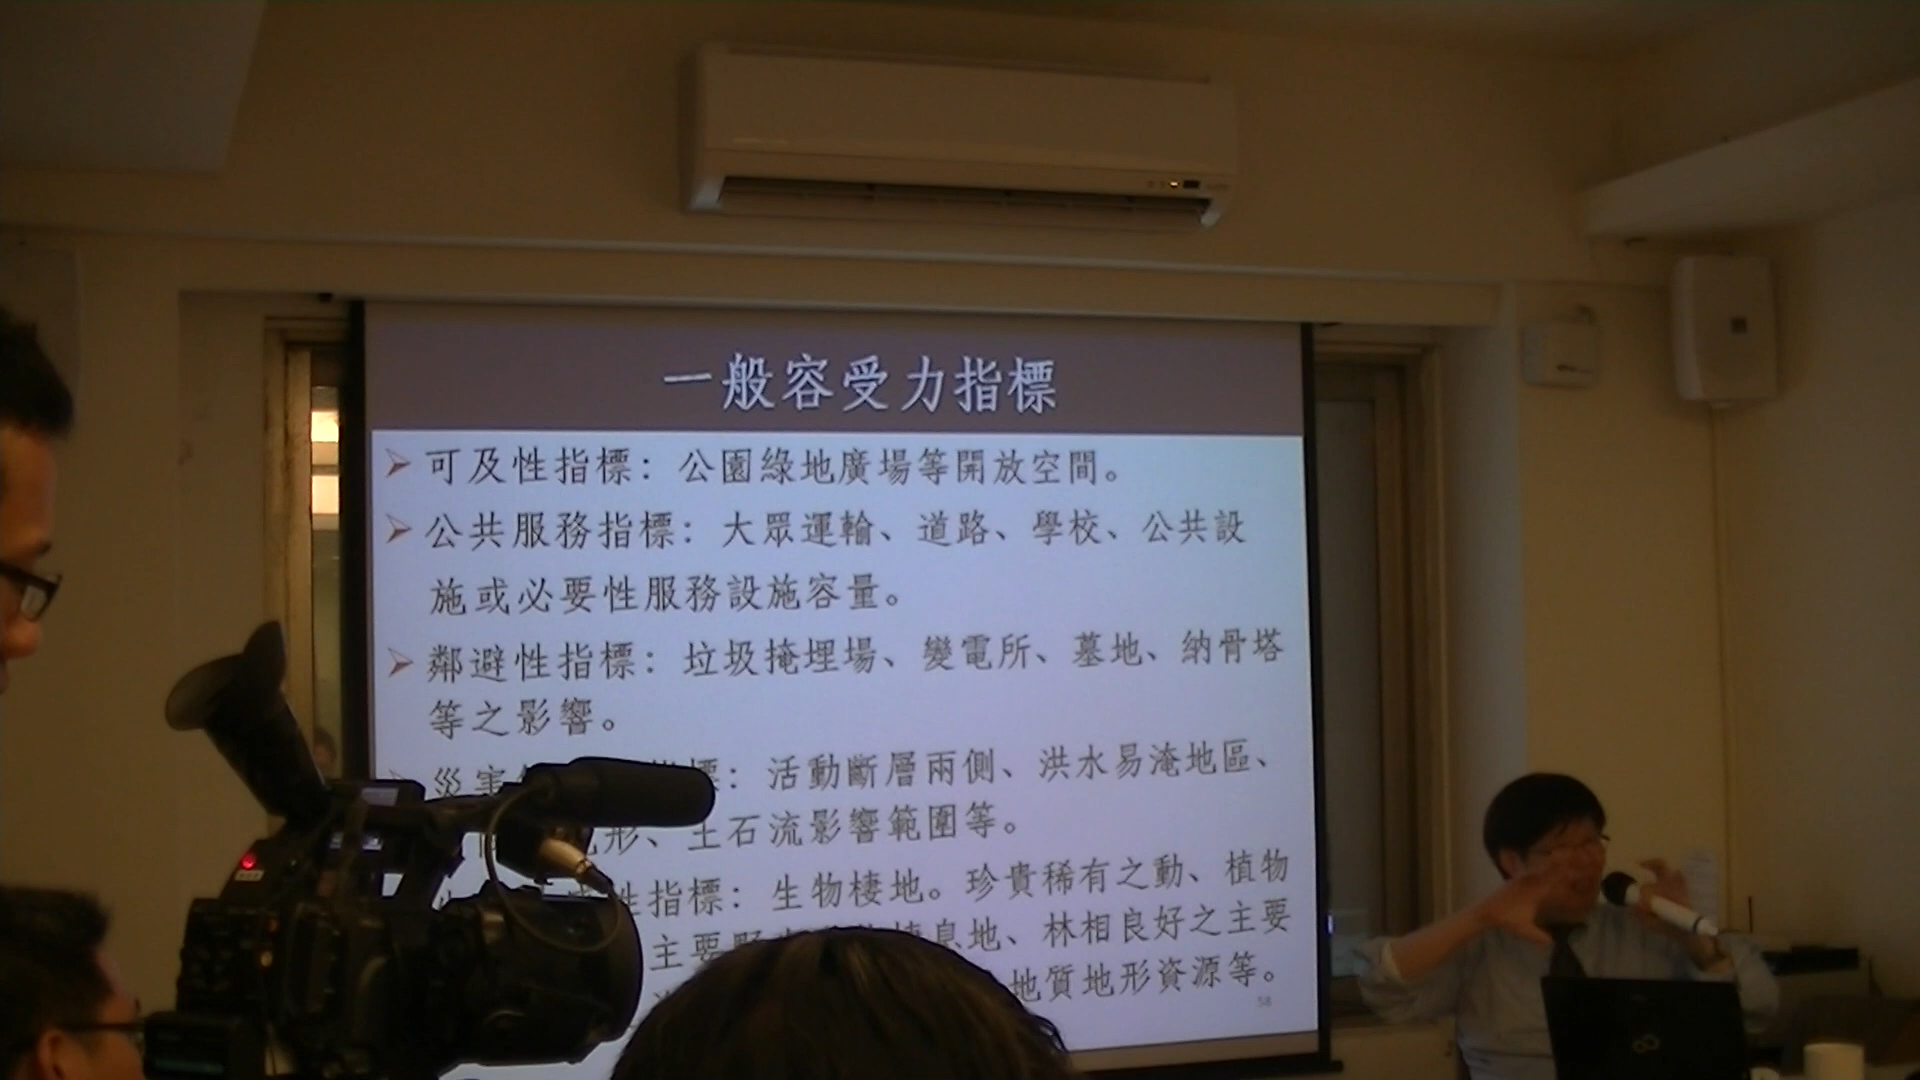 一般容受力指標
可及性指標：公園綠地廣場等開放空間。
公共服務指標：大眾運輸、道路、學校、公共設
施或必要性服務設施容量。
鄰避性指標：垃圾掩埋場、變電所、墓地、納骨塔
等之影響。
災害 標：活動斷層兩側、洪水易淹地區、
形、土石流影響範圍等。
性指標：生物棲地。珍貴稀有之動、植物
主要 棲息地、林相良好之主要
地質地形資源等。
58